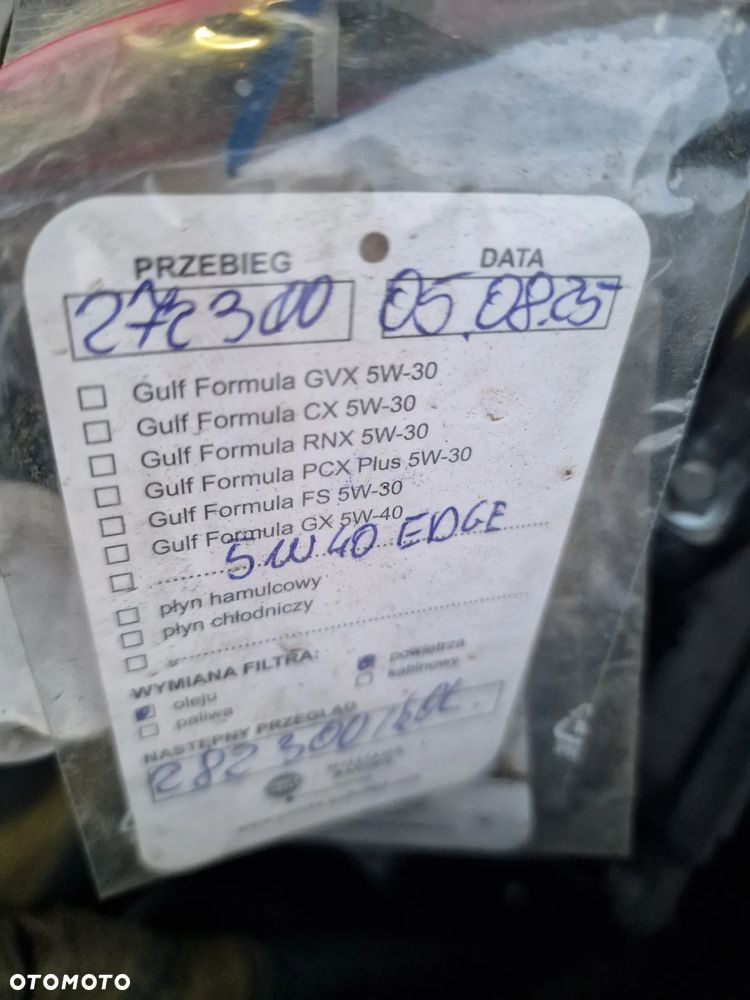 PRZEBIEG DATA
272300 05.08.25
Gulf Formula GVX 5W-30
Gulf Formula CX 5W-30
Gulf Formula RNX 5W-30
Gulf Formula PCX Plus 5W-30
Gulf Formula FS 5W-30
Gulf Formula GX 5W-40
5W40 EDGE
płyn hamulcowy
płyn chłodniczy
WYMIANA FILTRA:
oleju powietrza
paliwa kabinowy
NASTĘPNY PRZEGLĄD
282300
OTOMOTO